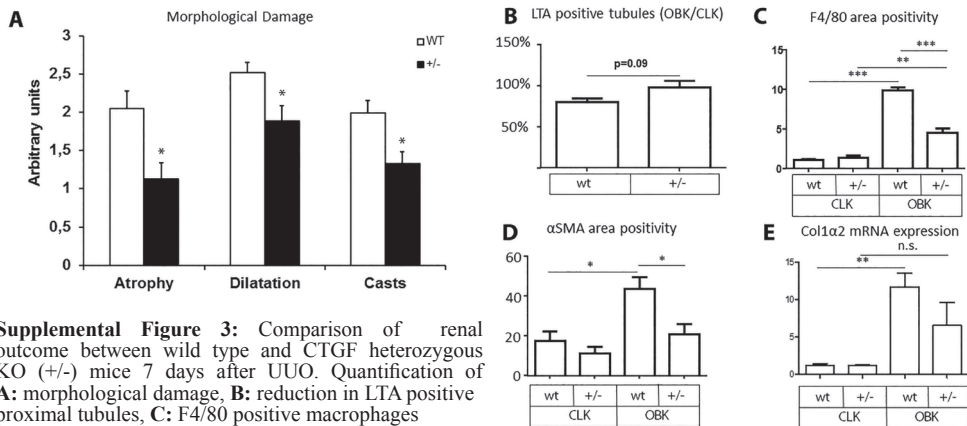 A
Morphological Damage
WT
+/-
Arbitrary units
3
2,5
2
1,5
1
0,5
0
*
*
*
Atrophy
Dilatation
Casts
B
LTA positive tubules (OBK/CLK)
150%
100%
50%
p=0.09
wt
+/-
C
F4/80 area positivity
15
10
5
0
***
**
***
wt
+/-
wt
+/-
CLK
OBK
D
αSMA area positivity
60
40
20
0
*
*
wt
+/-
wt
+/-
CLK
OBK
E
Col1α2 mRNA expression
n.s.
**
15
10
5
0
wt
+/-
wt
+/-
CLK
OBK
Supplemental Figure 3: Comparison of renal
outcome between wild type and CTGF heterozygous
KO (+/-) mice 7 days after UUO. Quantification of
A: morphological damage, B: reduction in LTA positive
proximal tubules, C: F4/80 positive macrophages